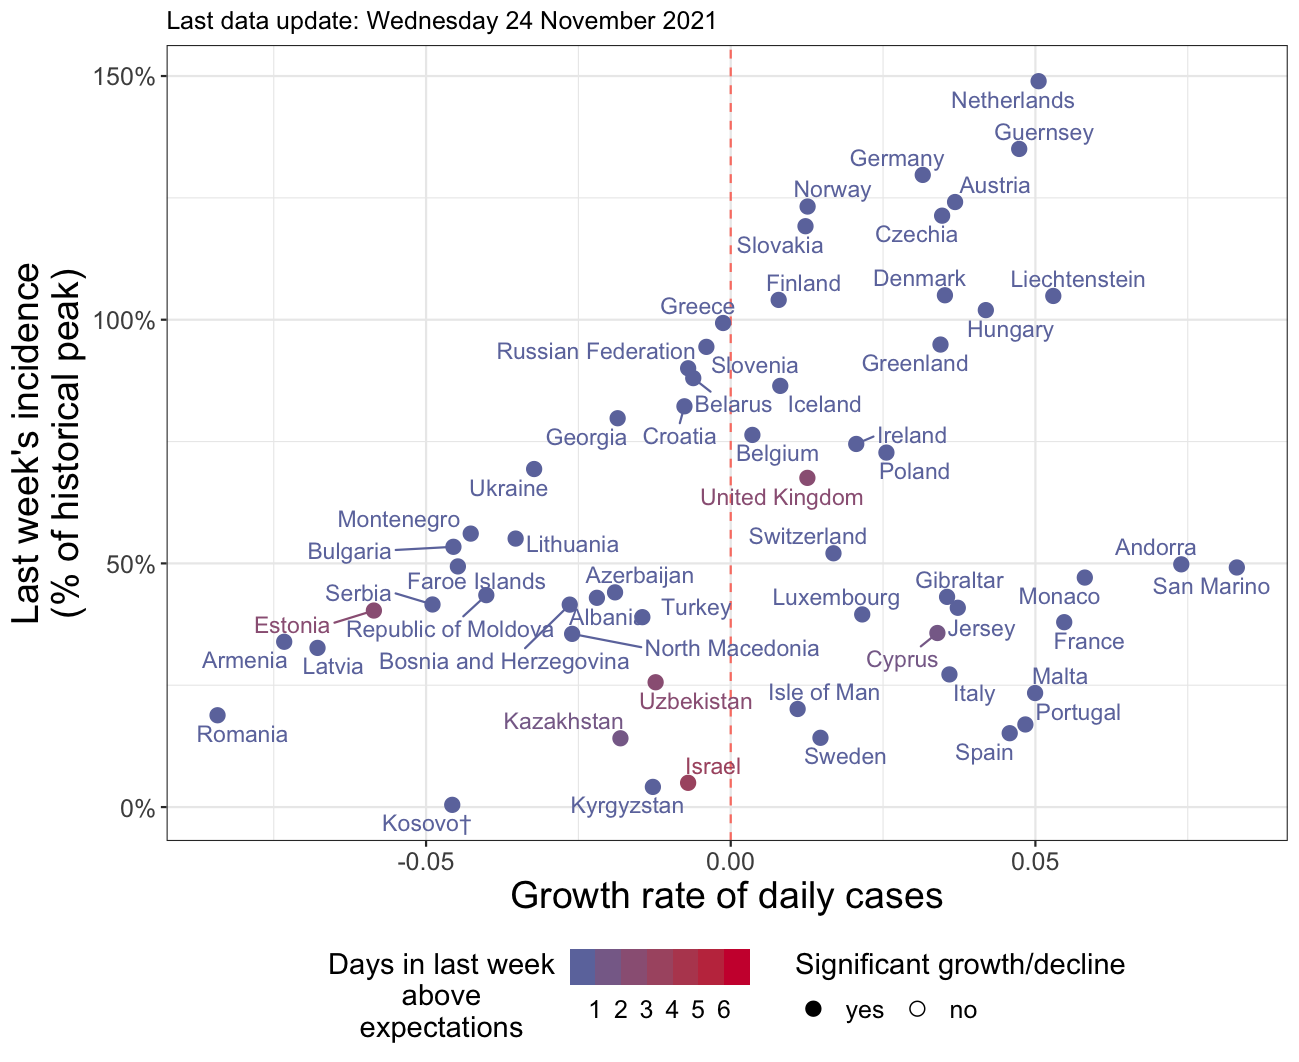 Last data update: Wednesday 24 November 2021
150%
Netherlands
Guernsey
Germany
Austria
Norway
Czechia
Slovakia
Finland
Denmark
Liechtenstein
Greece
100%
Hungary
Russian Federation
Slovenia
Greenland
Belarus
Iceland
Georgia
Croatia
Ireland
Belgium
Poland
Ukraine
United Kingdom
Montenegro
Switzerland
Bulgaria
Lithuania
Andorra
50%
Faroe Islands
Azerbaijan
Gibraltar
San Marino
Serbia
Luxembourg
Monaco
Turkey
Albania
Estonia
Republic of Moldova
Jersey
France
North Macedonia
Armenia
Latvia
Bosnia and Herzegovina
Cyprus
Malta
Isle of Man
Italy
Uzbekistan
Kazakhstan
Portugal
Romania
Spain
Sweden
Israel
0%
Kyrgyzstan
Kosovo†
Last week's incidence
(% of historical peak)
-0.05
0.00
0.05
Growth rate of daily cases
Days in last week
above
expectations
1 2 3 4 5 6
Significant growth/decline
yes no